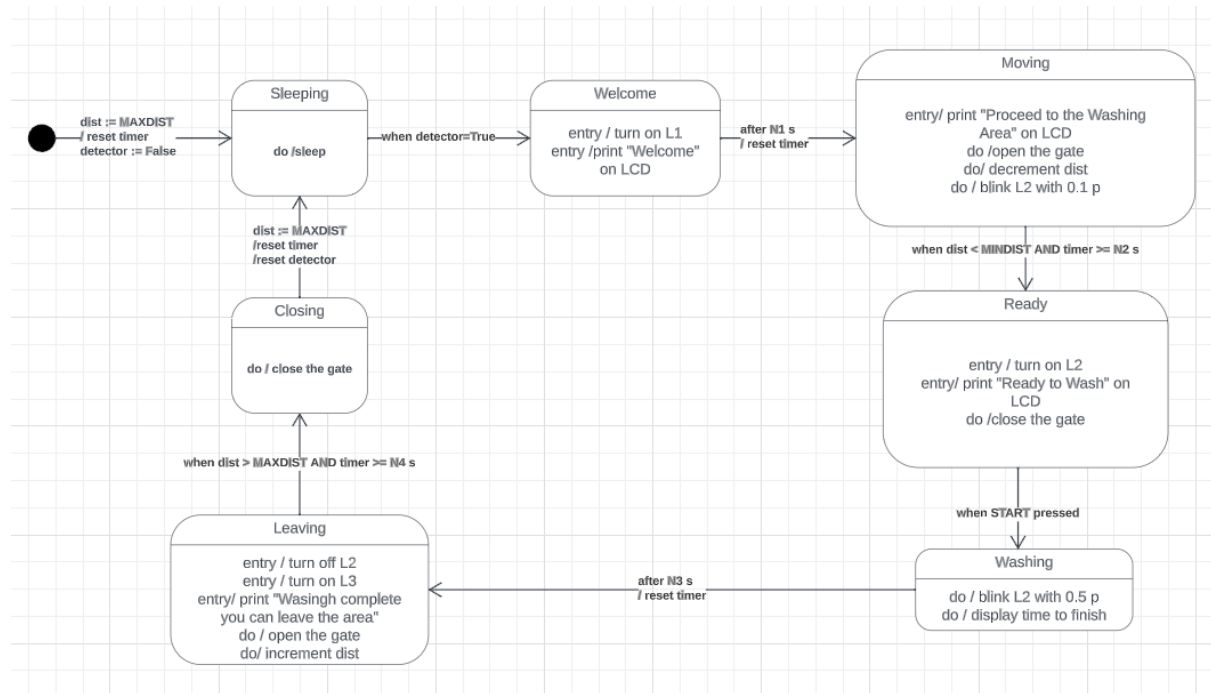 Sleeping
do /sleep
dist := MAXDIST
/ reset timer
detector := False
when detector=True
Welcome
entry / turn on L1
entry /print "Welcome"
on LCD
after N1 s
/ reset timer
Moving
entry/ print "Proceed to the Washing
Area" on LCD
do /open the gate
do/ decrement dist
do / blink L2 with 0.1 p
when dist < MINDIST AND timer >= N2 s
Ready
entry / turn on L2
entry/ print "Ready to Wash" on
LCD
do /close the gate
when START pressed
Washing
do / blink L2 with 0.5 p
do / display time to finish
after N3 s
/ reset timer
Leaving
entry / turn off L2
entry / turn on L3
entry/ print "Wasingh complete
you can leave the area"
do / open the gate
do/ increment dist
when dist > MAXDIST AND timer >= N4 s
Closing
do / close the gate
dist := MAXDIST
/reset timer
/reset detector